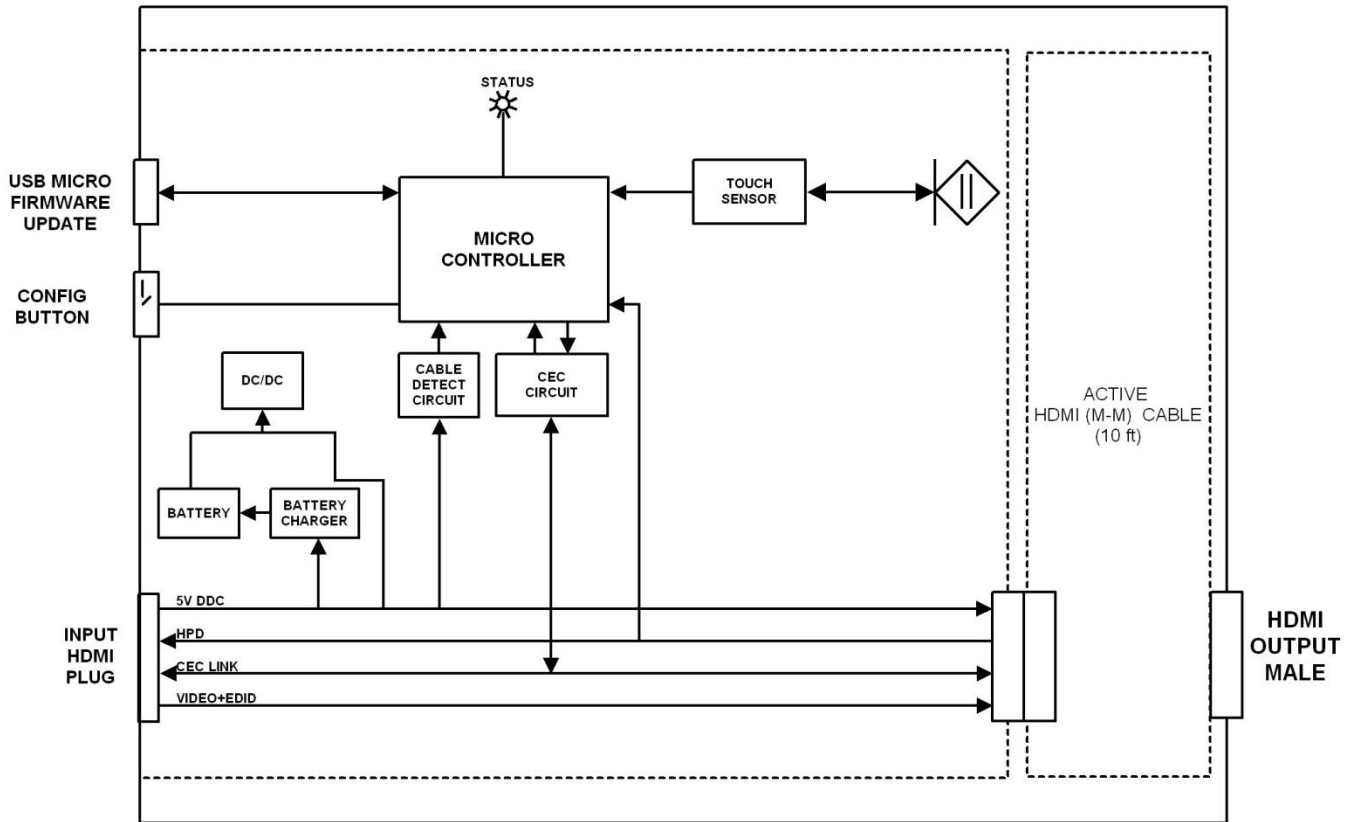 STATUS
USB MICRO
FIRMWARE
UPDATE
TOUCH
SENSOR
MICRO
CONTROLLER
CONFIG
BUTTON
DC/DC
CABLE
DETECT
CIRCUIT
CEC
CIRCUIT
ACTIVE
HDMI (M-M) CABLE
(10 ft)
BATTERY
BATTERY
CHARGER
5V DDC
INPUT
HDMI
PLUG
HPD
CEC LINK
VIDEO+EDID
HDMI
OUTPUT
MALE